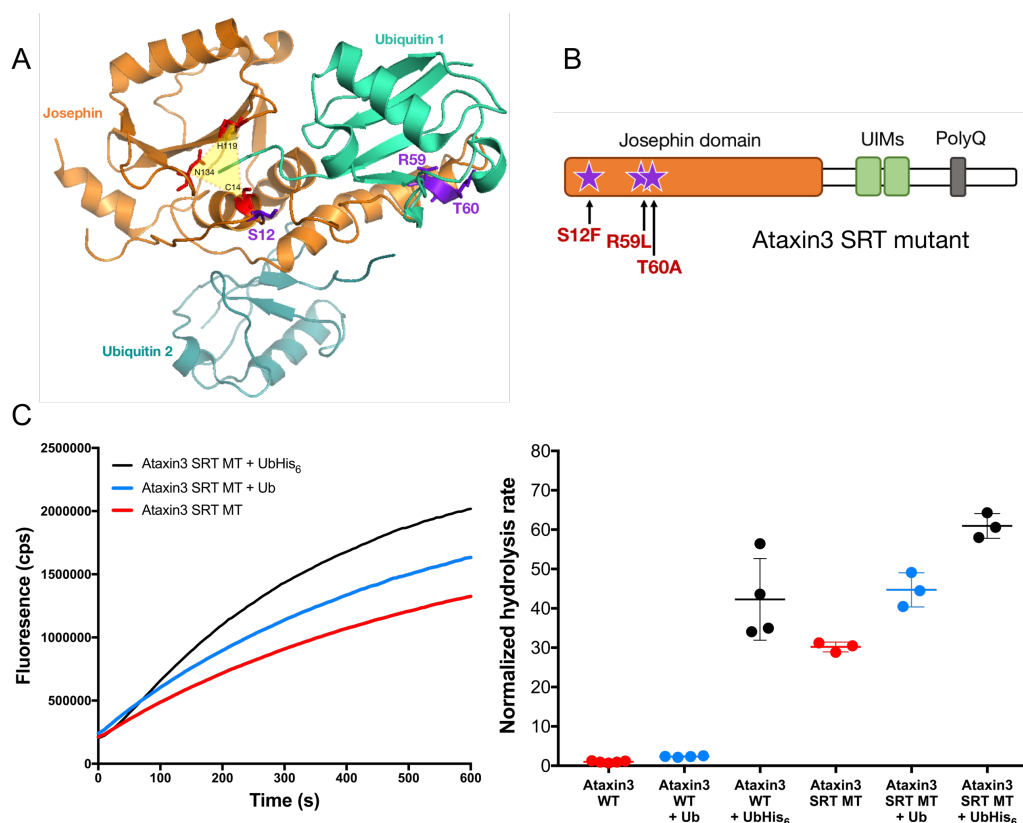 A
Ubiquitin 1
Josephin
H119
R59
N134
C14
T60
S12
Ubiquitin 2
B
Josephin domain
UIMs
PolyQ
S12F
R59L
T60A
Ataxin3 SRT mutant
C
2500000
2000000
1500000
1000000
500000
0
Fluoresence (cps)
Ataxin3 SRT MT + UbHis6
Ataxin3 SRT MT + Ub
Ataxin3 SRT MT
0 100 200 300 400 500 600
Time (s)
80
70
60
50
40
30
20
10
0
Normalized hydrolysis rate
Ataxin3
WT
Ataxin3
WT
+ Ub
Ataxin3
WT
+ UbHis6
Ataxin3
SRT MT
Ataxin3
SRT MT
+ Ub
Ataxin3
SRT MT
+ UbHis6